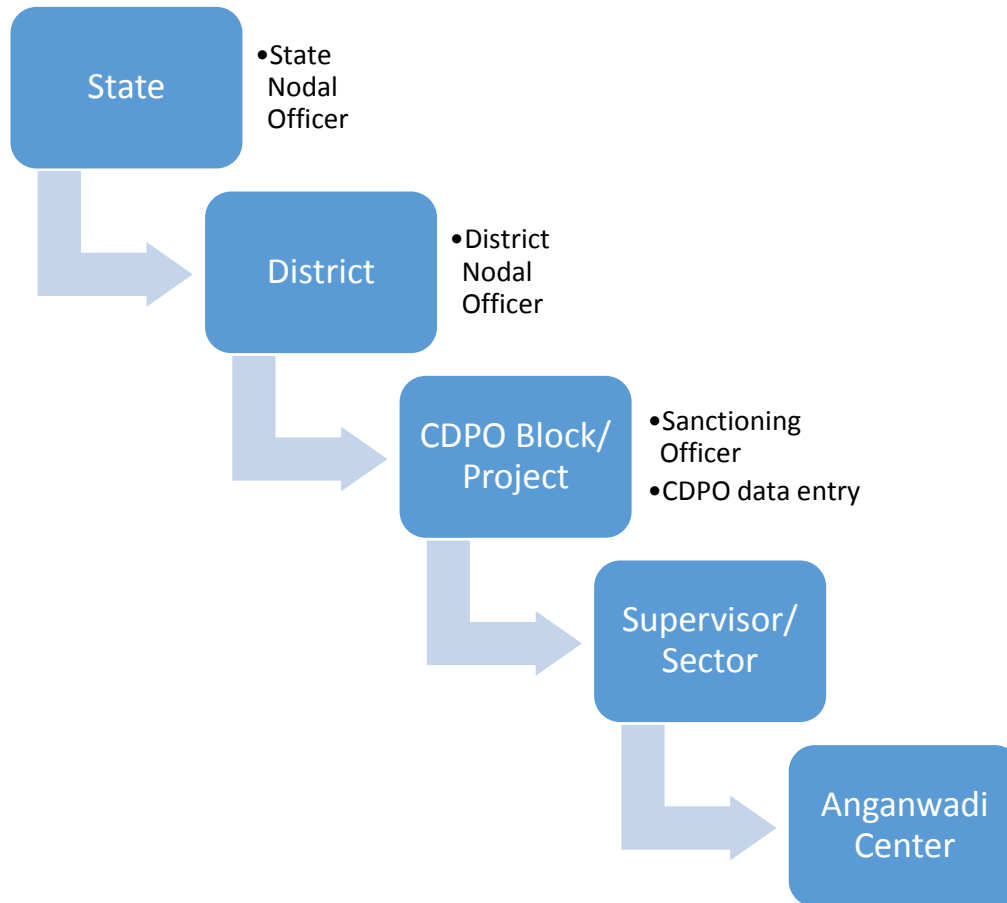 State
•State
Nodal
Officer
District
•District
Nodal
Officer
CDPO Block/
Project
•Sanctioning
Officer
•CDPO data entry
Supervisor/
Sector
Anganwadi
Center